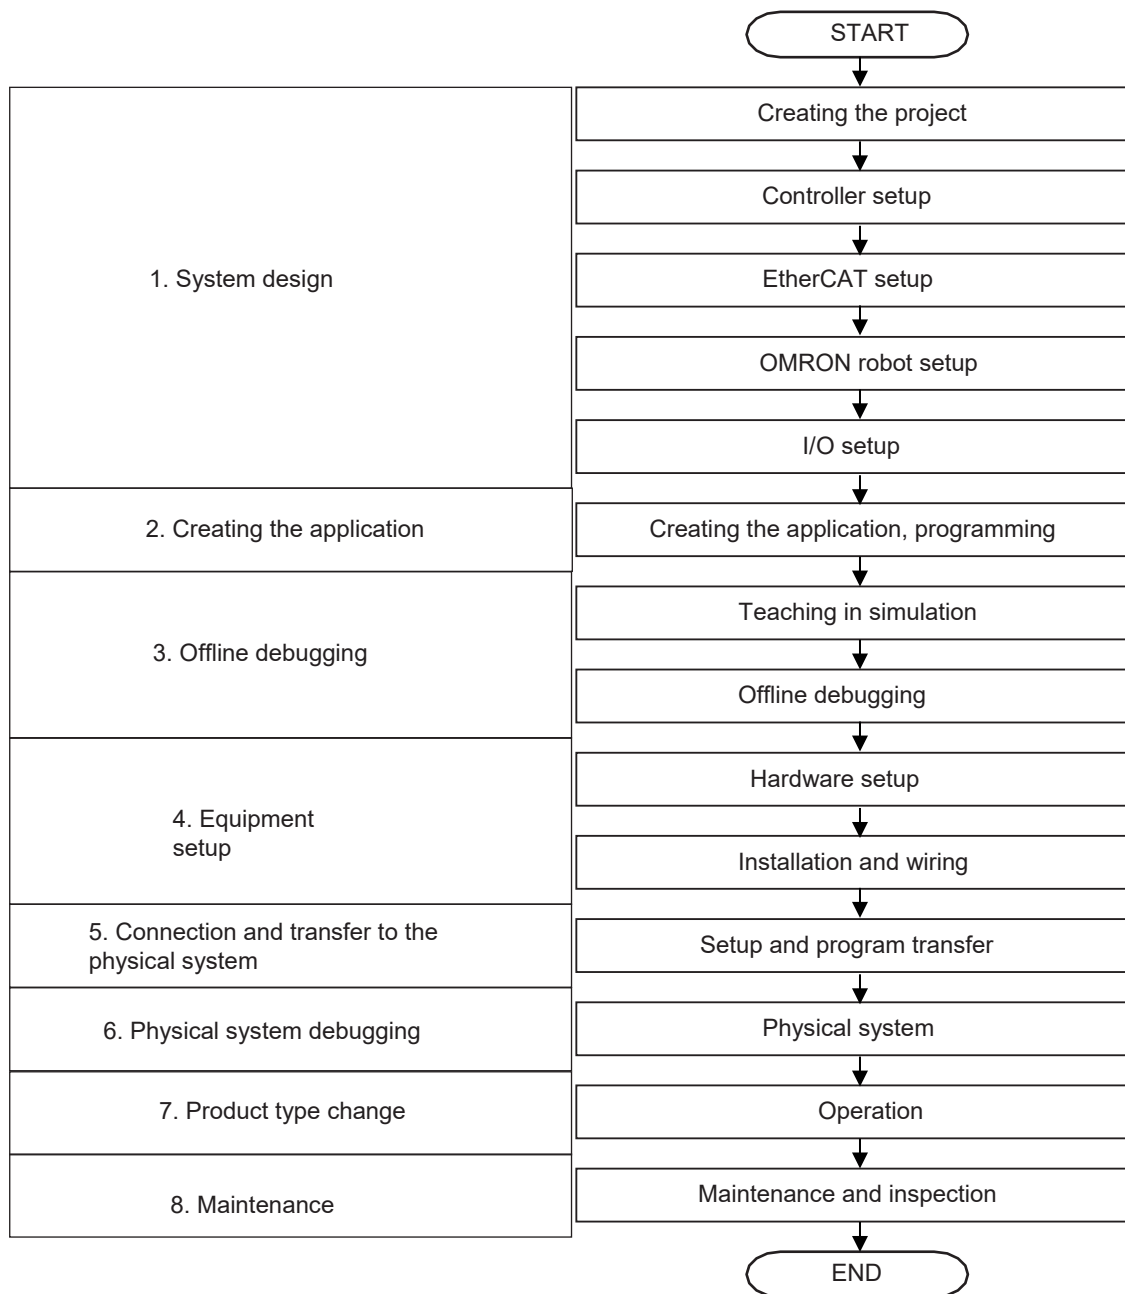 START
Creating the project
Controller setup
1. System design
EtherCAT setup
OMRON robot setup
I/O setup
2. Creating the application
Creating the application, programming
Teaching in simulation
3. Offline debugging
Offline debugging
Hardware setup
4. Equipment
setup
Installation and wiring
5. Connection and transfer to the
physical system
Setup and program transfer
6. Physical system debugging
Physical system
7. Product type change
Operation
8. Maintenance
Maintenance and inspection
END